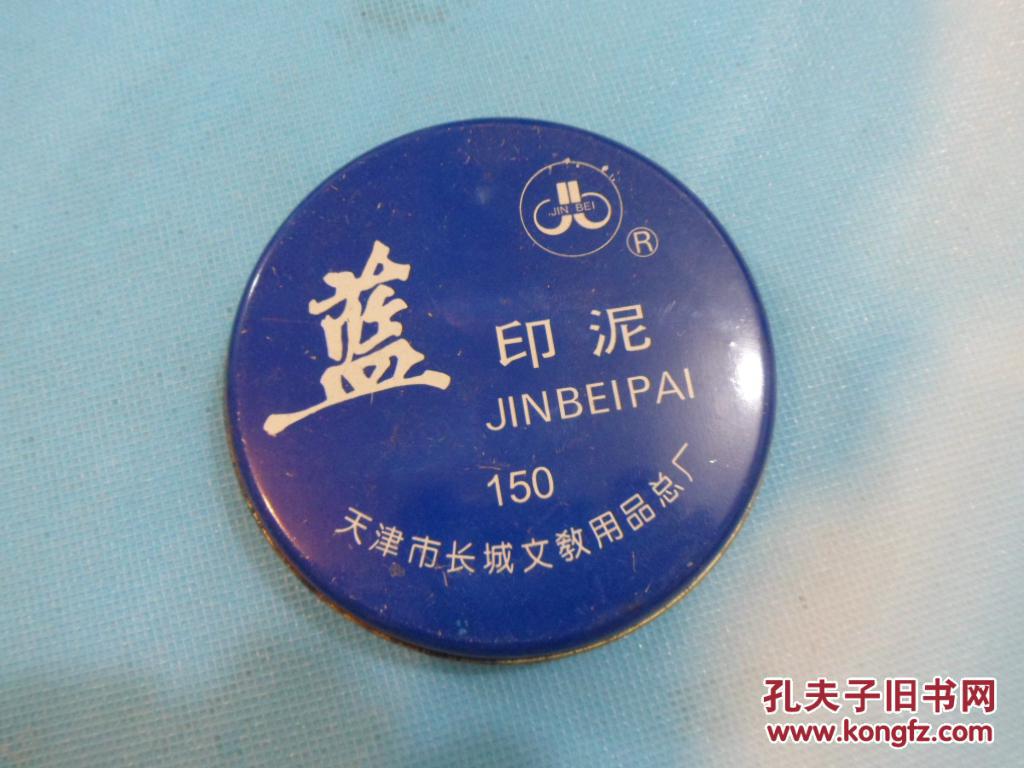 JIN BEI
®
蓝
印泥
JINBEIPAI
150
天津市长城文教用品总厂
孔夫子旧书网
www.kongfz.com